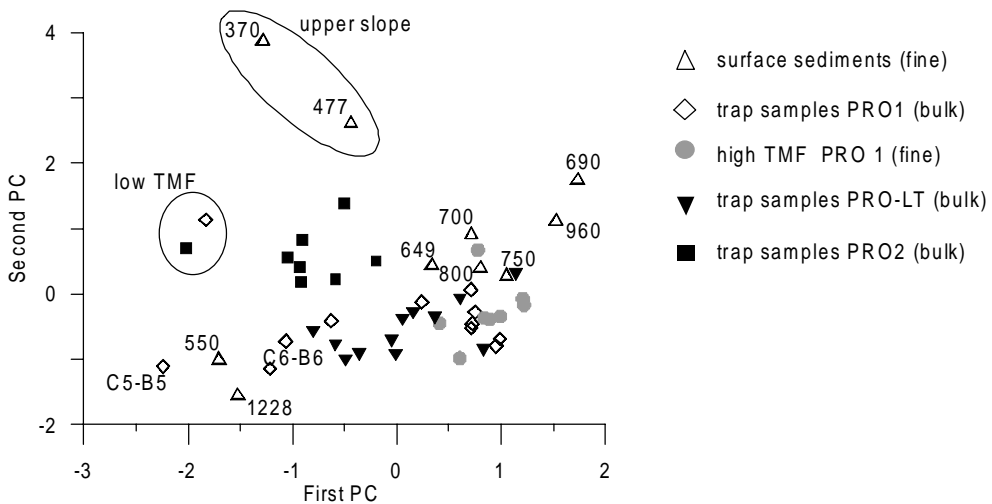 upper slope
4
370
477
2
low TMF
690
700
960
649
800
750
0
550
C6-B6
C5-B5
1228
-2
-3
-2
-1
0
1
2
First PC
Second PC
surface sediments (fine)
trap samples PRO1 (bulk)
high TMF PRO 1 (fine)
trap samples PRO-LT (bulk)
trap samples PRO2 (bulk)